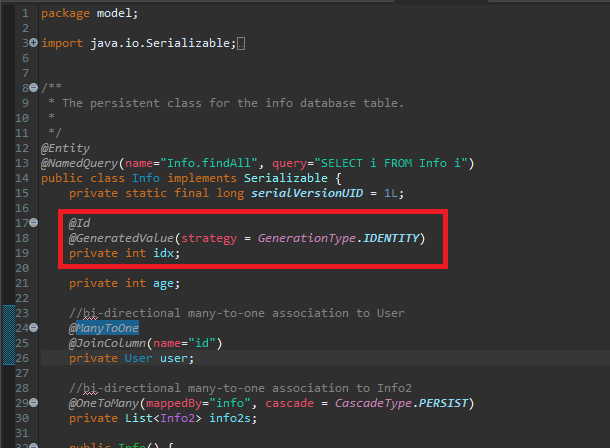 1 package model;
2
3 import java.io.Serializable;
6
7
8 /**
9 * The persistent class for the info database table.
10 *
11 */
12 @Entity
13 @NamedQuery(name="Info.findAll", query="SELECT i FROM Info i")
14 public class Info implements Serializable {
15 private static final long serialVersionUID = 1L;
16
17 @Id
18 @GeneratedValue(strategy = GenerationType.IDENTITY)
19 private int idx;
20
21 private int age;
22
23 //bi-directional many-to-one association to User
24 @ManyToOne
25 @JoinColumn(name="id")
26 private User user;
27
28 //bi-directional many-to-one association to Info2
29 @OneToMany(mappedBy="info", cascade = CascadeType.PERSIST)
30 private List<Info2> info2s;
31
32 public Info() {